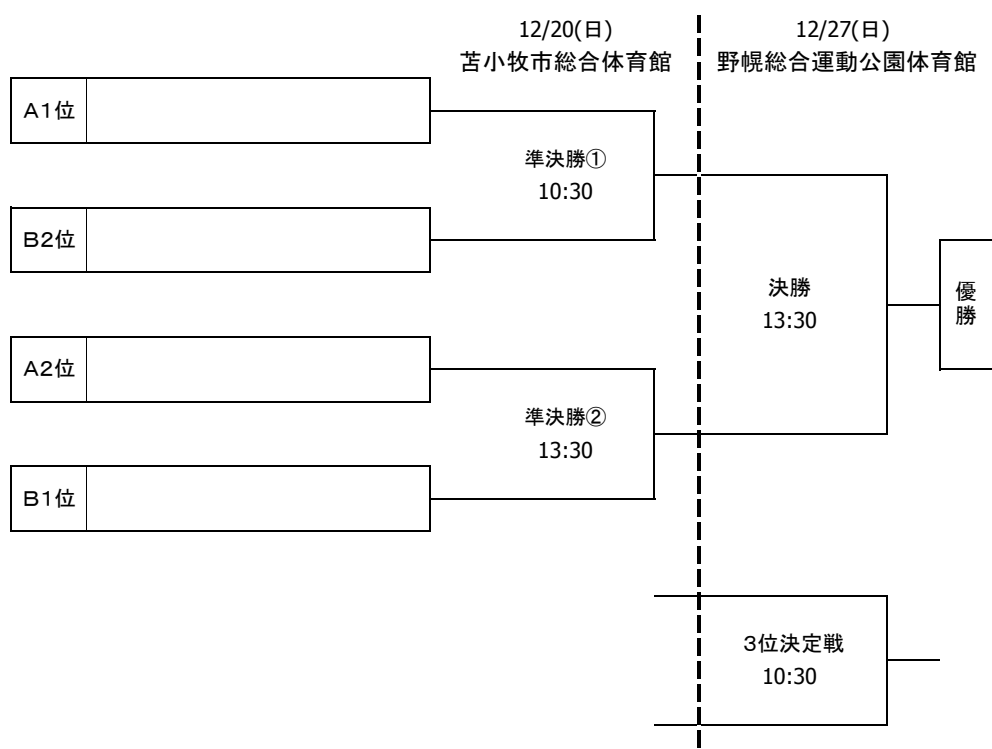 12/20(日)
苫小牧市総合体育館
12/27(日)
野幌総合運動公園体育館
A1位
準決勝①
10:30
B2位
決勝
13:30
優勝
A2位
準決勝②
13:30
B1位
3位決定戦
10:30